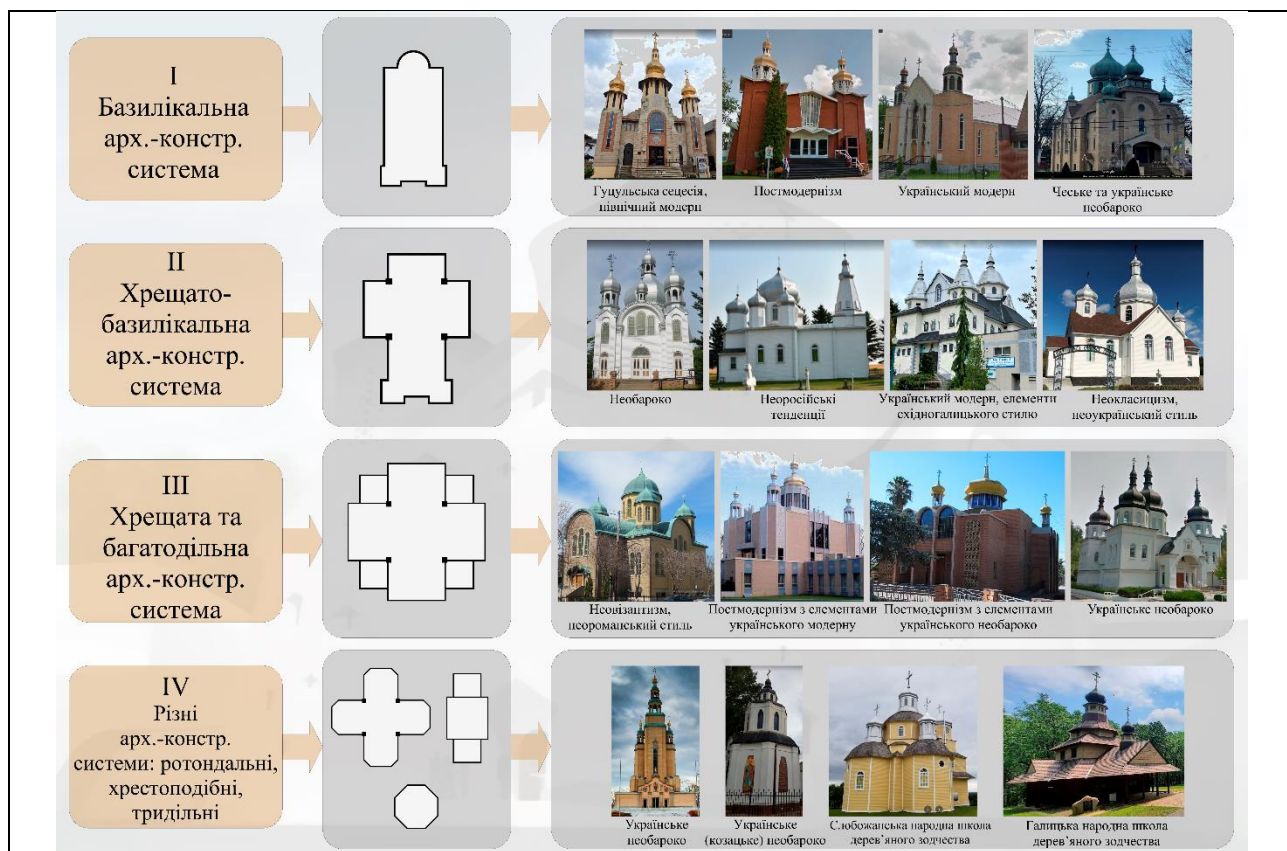 I
Базилікальна
арх.-констр.
система
Гуцульська сецесія,
північний модерн
Постмодернізм
Український модерн
Чеське та українське
необароко
II
Хрещато-
базилікальна
арх.-констр.
система
Необароко
Неоросійські
тенденції
Український модерн, елементи
східногалицького стилю
Неокласицизм,
неоукраїнський стиль
III
Хрещата та
багатодільна
арх.-констр.
система
Неовізантизм,
неороманський стиль
Постмодернізм з елементами
українського модерну
Постмодернізм з елементами
українського необароко
Українське необароко
IV
Різні
арх.-констр.
системи: ротондальні,
хрестоподібні,
тридільні
Українське
необароко
Українське
(козацьке) необароко
Слобожанська народна школа
дерев’яного зодчества
Галицька народна школа
дерев’яного зодчества